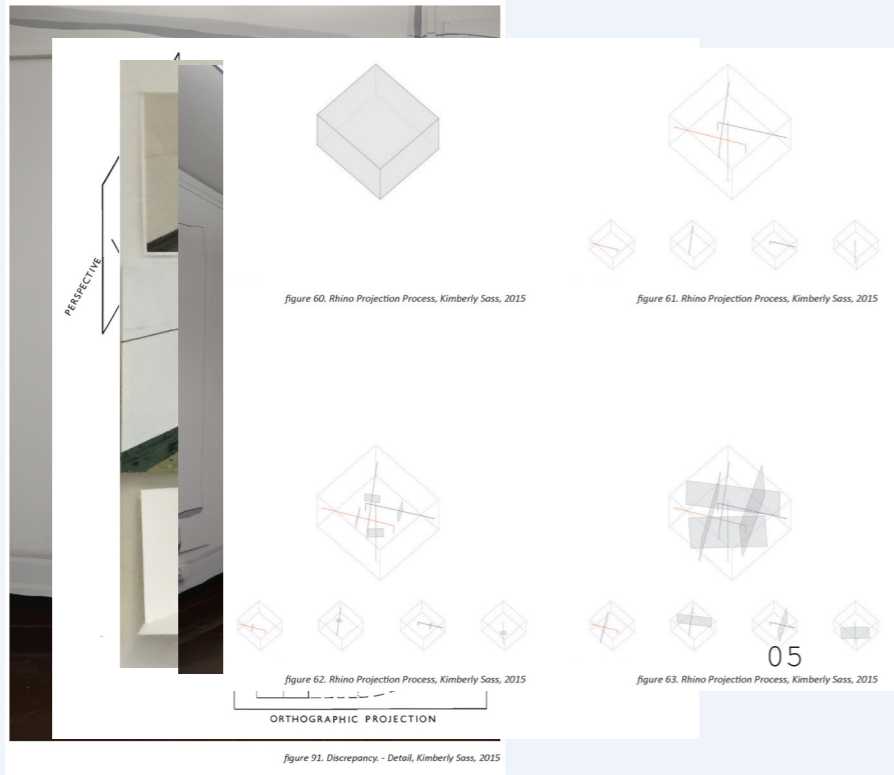 PERSPECTIVE
figure 60. Rhino Projection Process, Kimberly Sass, 2015
figure 61. Rhino Projection Process, Kimberly Sass, 2015
05
figure 62. Rhino Projection Process, Kimberly Sass, 2015
figure 63. Rhino Projection Process, Kimberly Sass, 2015
ORTHOGRAPHIC PROJECTION
figure 91. Discrepancy. - Detail, Kimberly Sass, 2015